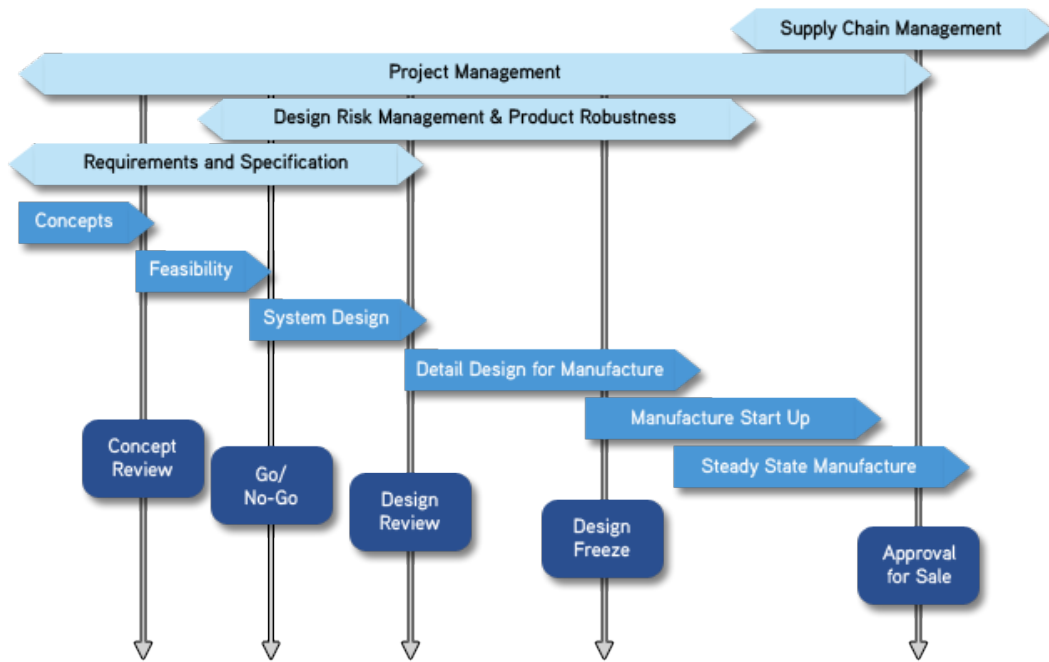 Supply Chain Management
Project Management
Design Risk Management & Product Robustness
Requirements and Specification
Concepts
Feasibility
System Design
Detail Design for Manufacture
Manufacture Start Up
Steady State Manufacture
Concept
Review
Go/
No-Go
Design
Review
Design
Freeze
Approval
for Sale